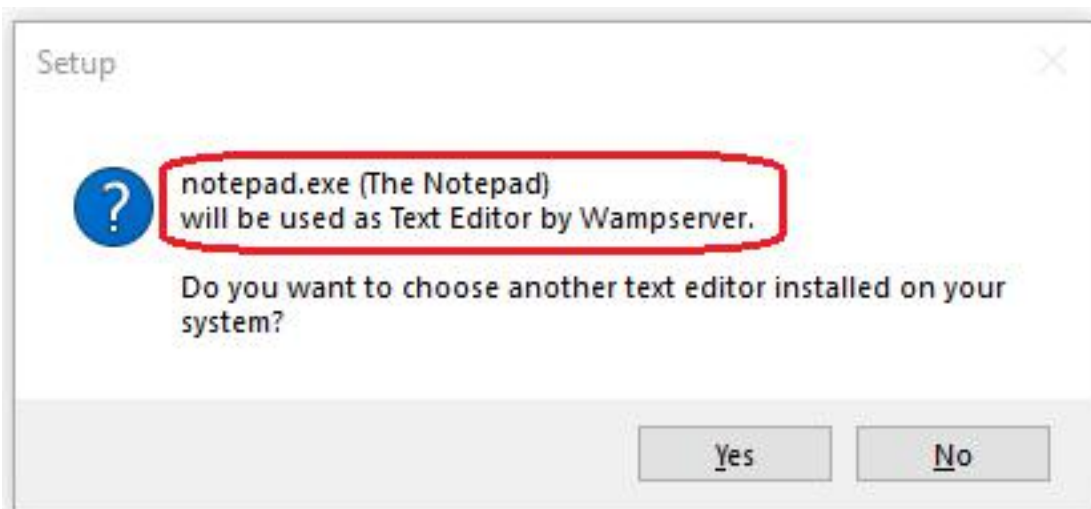 Setup
notepad.exe (The Notepad)
will be used as Text Editor by Wampserver.
Do you want to choose another text editor installed on your
system?
Yes
No